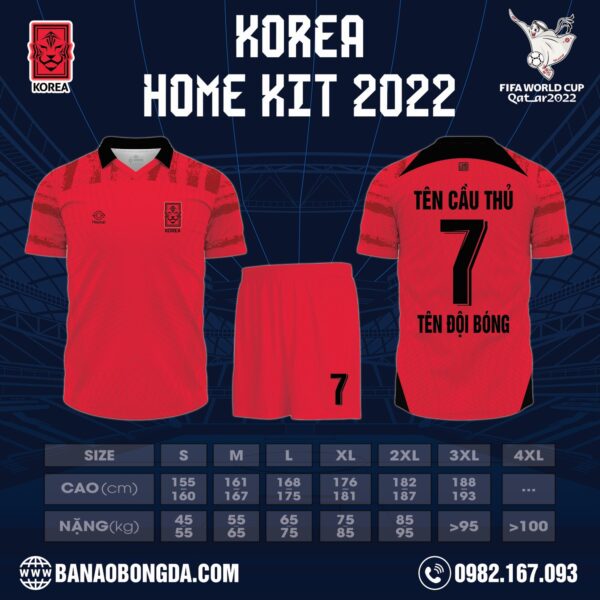 KOREA
HOME KIT 2022
KOREA
FIFA WORLD CUP
Qatar2022
KOREA
TÊN CẦU THỦ
7
TÊN ĐỘI BÓNG
7
SIZE S M L XL 2XL 3XL 4XL
CAO(cm) 155-160 161-167 168-175 176-181 182-187 188-193 ...
NẶNG(kg) 45-55 55-65 65-75 75-85 85-95 >95 >100
WWW.BANAOBONGDA.COM
0982.167.093